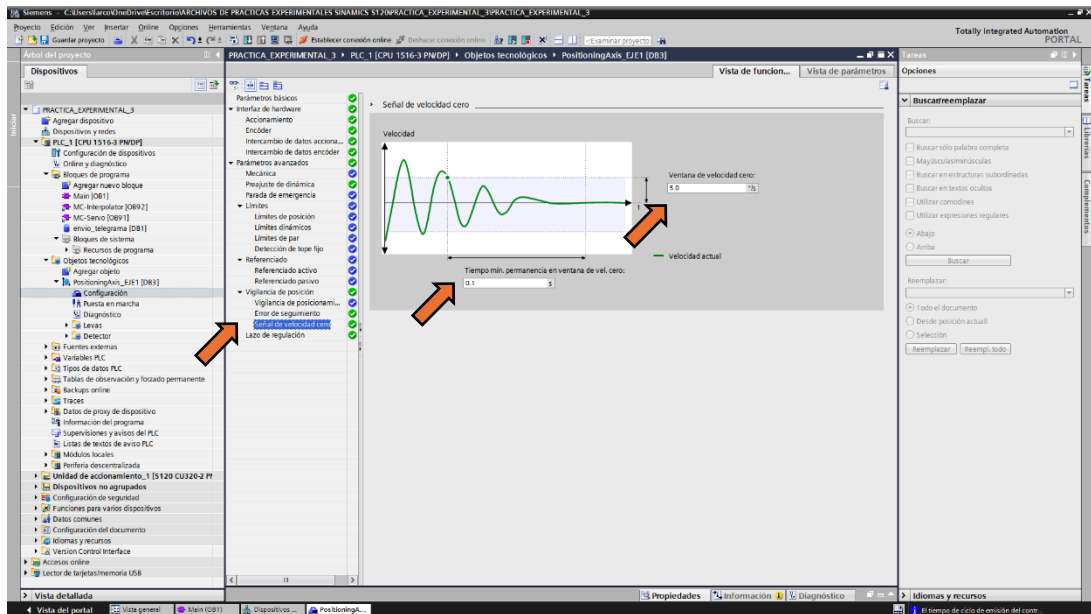 Siemens - C:\Users\farco\OneDrive\Escritorio\ARCHIVOS DE PRACTICAS EXPERIMENTALES SINAMICS S120\PRACTICA_EXPERIMENTAL_3\PRACTICA_EXPERIMENTAL_3
Proyecto Edición Ver Insertar Online Opciones Herramientas Ventana Ayuda
Guardar proyecto Establecer conexión online Deshacer conexión online <Examinar proyecto>
Totally Integrated Automation
PORTAL
Árbol del proyecto
Dispositivos
PRACTICA_EXPERIMENTAL_3
Agregar dispositivo
Dispositivos y redes
PLC_1 [CPU 1516-3 PN/DP]
Configuración de dispositivos
Online y diagnóstico
Bloques de programa
Agregar nuevo bloque
Main [OB1]
MC-Interpolator [OB92]
MC-Servo [OB91]
envio_telegrama [DB1]
Bloques de sistema
Recursos de programa
Objetos tecnológicos
Agregar objeto
PositioningAxis_EJE1 [DB3]
Configuración
Puesta en marcha
Diagnóstico
Levas
Detector
Fuentes externas
Variables PLC
Tipos de datos PLC
Tablas de observación y forzado permanente
Backups online
Traces
Datos de proxy de dispositivo
Información del programa
Supervisiones y avisos del PLC
Listas de textos de aviso PLC
Módulos locales
Periferia descentralizada
Unidad de accionamiento_1 [S120 CU320-2 PN
Dispositivos no agrupados
Configuración de seguridad
Funciones para varios dispositivos
Datos comunes
Configuración del documento
Idiomas y recursos
Version Control Interface
Accesos online
Lector de tarjetas/memoria USB
Vista detallada
PRACTICA_EXPERIMENTAL_3 PLC_1 [CPU 1516-3 PN/DP] Objetos tecnológicos PositioningAxis_EJE1 [DB3]
Vista de funcion... Vista de parámetros
Parámetros básicos
Interfaz de hardware
Accionamiento
Encóder
Intercambio de datos acciona...
Intercambio de datos encóder
Parámetros avanzados
Mecánica
Preajuste de dinámica
Parada de emergencia
Límites
Límites de posición
Límites dinámicos
Límites de par
Detección de tope fijo
Referenciado
Referenciado activo
Referenciado pasivo
Vigilancia de posición
Vigilancia de posicionami...
Error de seguimiento
Señal de velocidad cero
Lazo de regulación
Señal de velocidad cero
Velocidad
t
Ventana de velocidad cero:
5.0 °/s
Velocidad actual
Tiempo mín. permanencia en ventana de vel. cero:
0.1 s
Propiedades Información Diagnóstico
Tareas
Opciones
Buscar/reemplazar
Buscar:
Buscar sólo palabra completa
Mayúsculas/minúsculas
Buscar en estructuras subordinadas
Buscar en textos ocultos
Utilizar comodines
Utilizar expresiones regulares
Abajo
Arriba
Buscar
Reemplazar:
Todo el documento
Desde posición actual
Selección
Reemplazar Reempl. todo
Idiomas y recursos
Iniciar
Tareas
Librerías
Complementos
Vista del portal Vista general Main (OB1) Dispositivos ... PositioningA...
El tiempo de ciclo de emisión del contr...